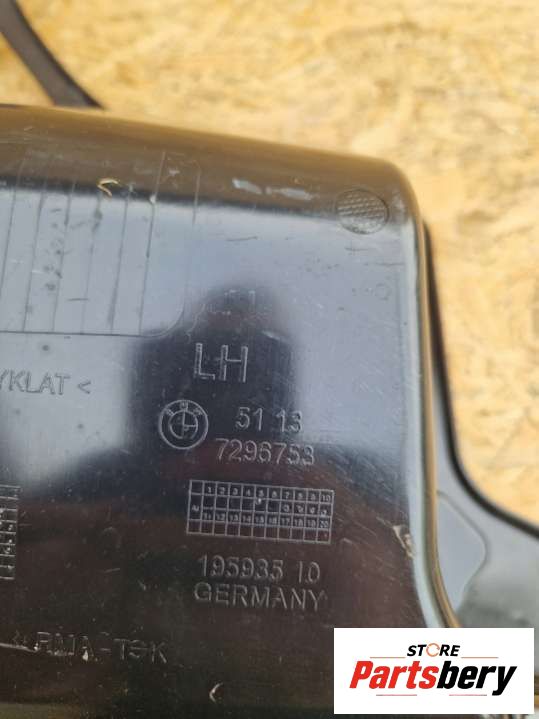 LH
YKLAT <
BMW
51 13
7296753
1 2 3 4 5 6 7 8 9 10
11 12 13 14 15 16 17 18 19 20
195935 10
GERMANY
STORE
Partsbery